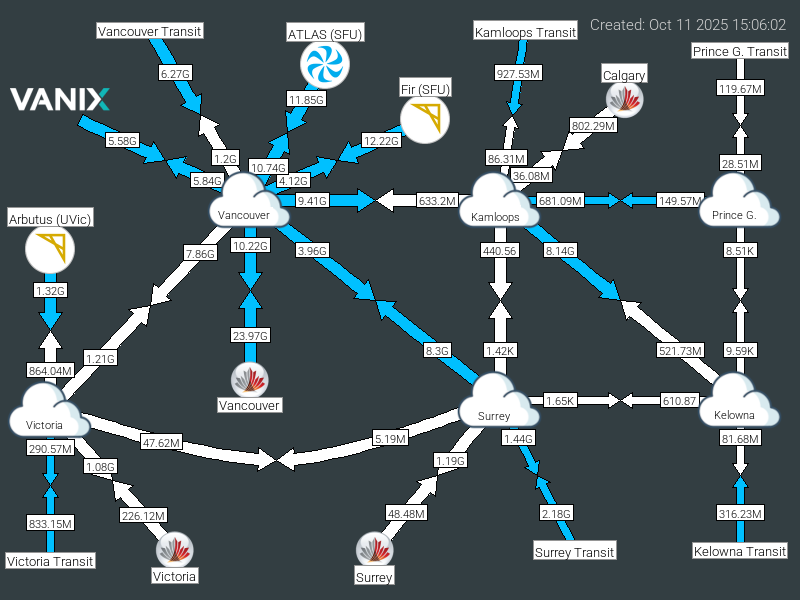 Created: Oct 11 2025 15:06:02
Vancouver Transit
ATLAS (SFU)
Kamloops Transit
Prince G. Transit
6.27G
927.53M
Calgary
119.67M
Fir (SFU)
VANIX
11.85G
802.29M
5.58G
12.22G
1.2G
86.31M
28.51M
10.74G
36.08M
5.84G
4.12G
9.41G
633.2M
681.09M
149.57M
Arbutus (UVic)
Vancouver
Kamloops
Prince G.
7.86G
10.22G
3.96G
440.56
8.14G
8.51K
1.32G
23.97G
8.3G
1.42K
521.73M
9.59K
1.21G
864.04M
Vancouver
1.65K
610.87
Victoria
Surrey
Kelowna
290.57M
47.62M
5.19M
1.44G
81.68M
1.08G
1.19G
833.15M
226.12M
48.48M
2.18G
316.23M
Victoria Transit
Victoria
Surrey
Surrey Transit
Kelowna Transit